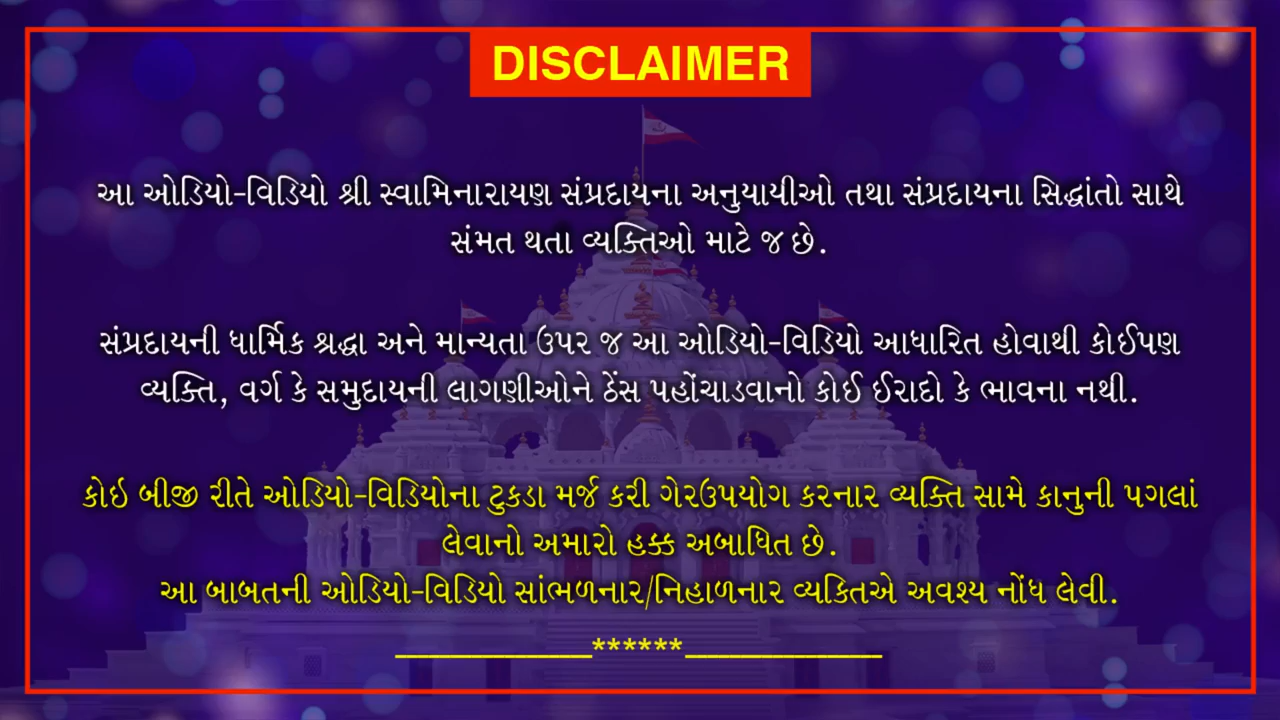 DISCLAIMER
આ ઓડિયો-વિડિયો શ્રી સ્વામિનારાયણ સંપ્રદાયના અનુયાયીઓ તથા સંપ્રદાયના સિદ્ધાંતો સાથે
સંમત થતા વ્યક્તિઓ માટે જ છે.
સંપ્રદાયની ધાર્મિક શ્રદ્ધા અને માન્યતા ઉપર જ આ ઓડિયો-વિડિયો આધારિત હોવાથી કોઈપણ
વ્યક્તિ, વર્ગ કે સમુદાયની લાગણીઓને ઠેંસ પહોંચાડવાનો કોઈ ઈરાદો કે ભાવના નથી.
કોઇ બીજી રીતે ઓડિયો-વિડિયોના ટુકડા મર્જ કરી ગેરઉપયોગ કરનાર વ્યક્તિ સામે કાનુની પગલાં
લેવાનો અમારો હક્ક અબાધિત છે.
આ બાબતની ઓડિયો-વિડિયો સાંભળનાર/નિહાળનાર વ્યકિતએ અવશ્ય નોંધ લેવી.
______________******______________